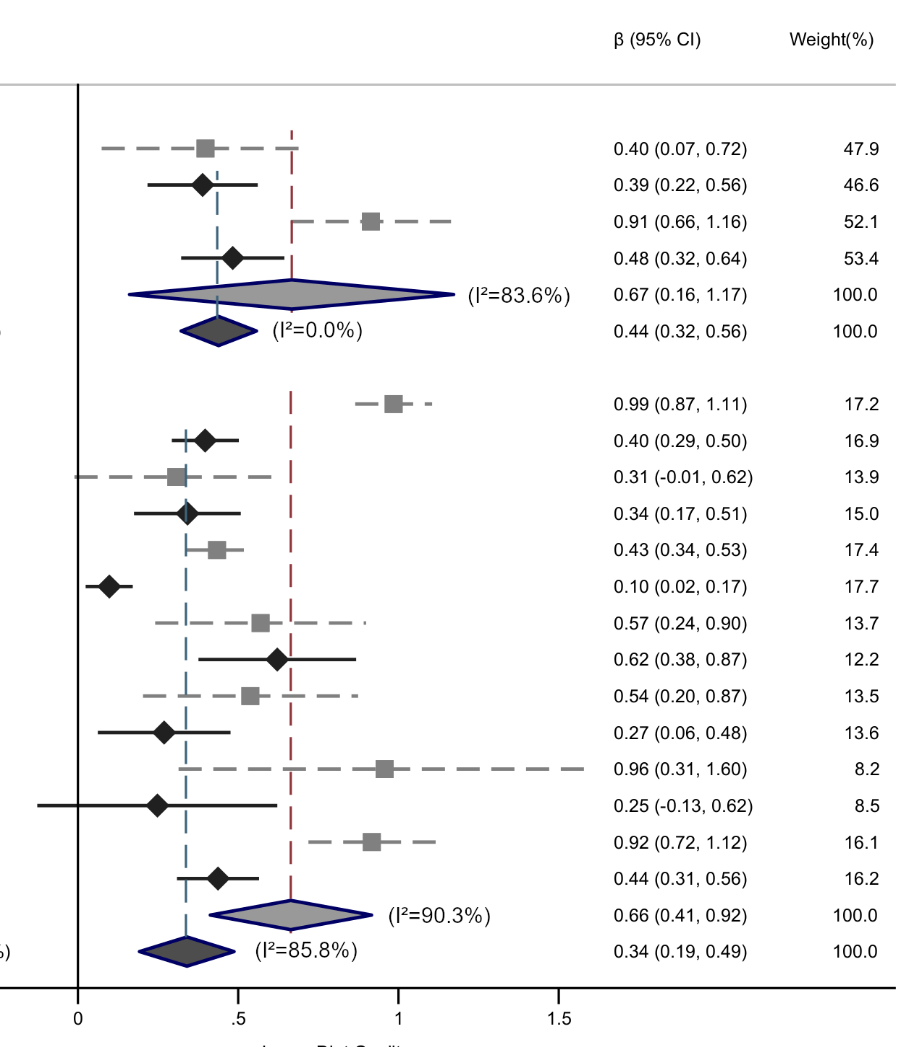 β (95% CI) Weight(%)
0.40 (0.07, 0.72) 47.9
0.39 (0.22, 0.56) 46.6
0.91 (0.66, 1.16) 52.1
0.48 (0.32, 0.64) 53.4
(I²=83.6%) 0.67 (0.16, 1.17) 100.0
) (I²=0.0%) 0.44 (0.32, 0.56) 100.0
0.99 (0.87, 1.11) 17.2
0.40 (0.29, 0.50) 16.9
0.31 (-0.01, 0.62) 13.9
0.34 (0.17, 0.51) 15.0
0.43 (0.34, 0.53) 17.4
0.10 (0.02, 0.17) 17.7
0.57 (0.24, 0.90) 13.7
0.62 (0.38, 0.87) 12.2
0.54 (0.20, 0.87) 13.5
0.27 (0.06, 0.48) 13.6
0.96 (0.31, 1.60) 8.2
0.25 (-0.13, 0.62) 8.5
0.92 (0.72, 1.12) 16.1
0.44 (0.31, 0.56) 16.2
(I²=90.3%) 0.66 (0.41, 0.92) 100.0
%) (I²=85.8%) 0.34 (0.19, 0.49) 100.0
0 .5 1 1.5